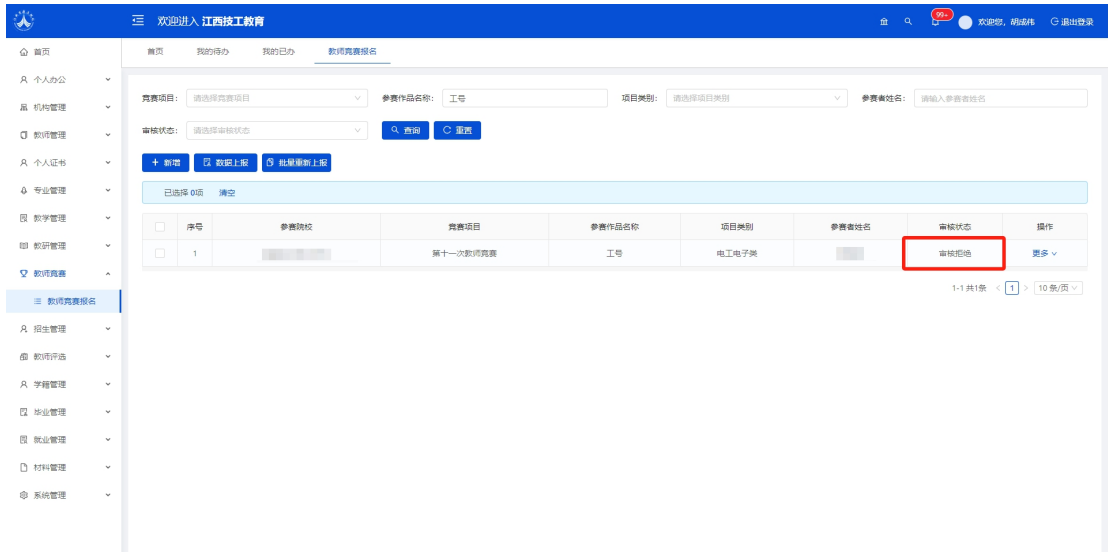 欢迎进入 江西技工教育
99+
欢迎您，胡成伟 退出登录
首页
个人办公
机构管理
教师管理
个人证书
专业管理
教学管理
教研管理
教师竞赛
教师竞赛报名
招生管理
教师评选
学籍管理
毕业管理
就业管理
材料管理
系统管理
首页 我的待办 我的已办 教师竞赛报名
竞赛项目： 请选择竞赛项目 参赛作品名称： 工号 项目类别： 请选择项目类别 参赛者姓名： 请输入参赛者姓名
审核状态： 请选择审核状态 查询 重置
+ 新增 数据上报 批量重新上报
已选择 0项 清空
序号 参赛院校 竞赛项目 参赛作品名称 项目类别 参赛者姓名 审核状态 操作
1 第十一次教师竞赛 工号 电工电子类 审核拒绝 更多
1-1 共1条 < 1 > 10 条/页